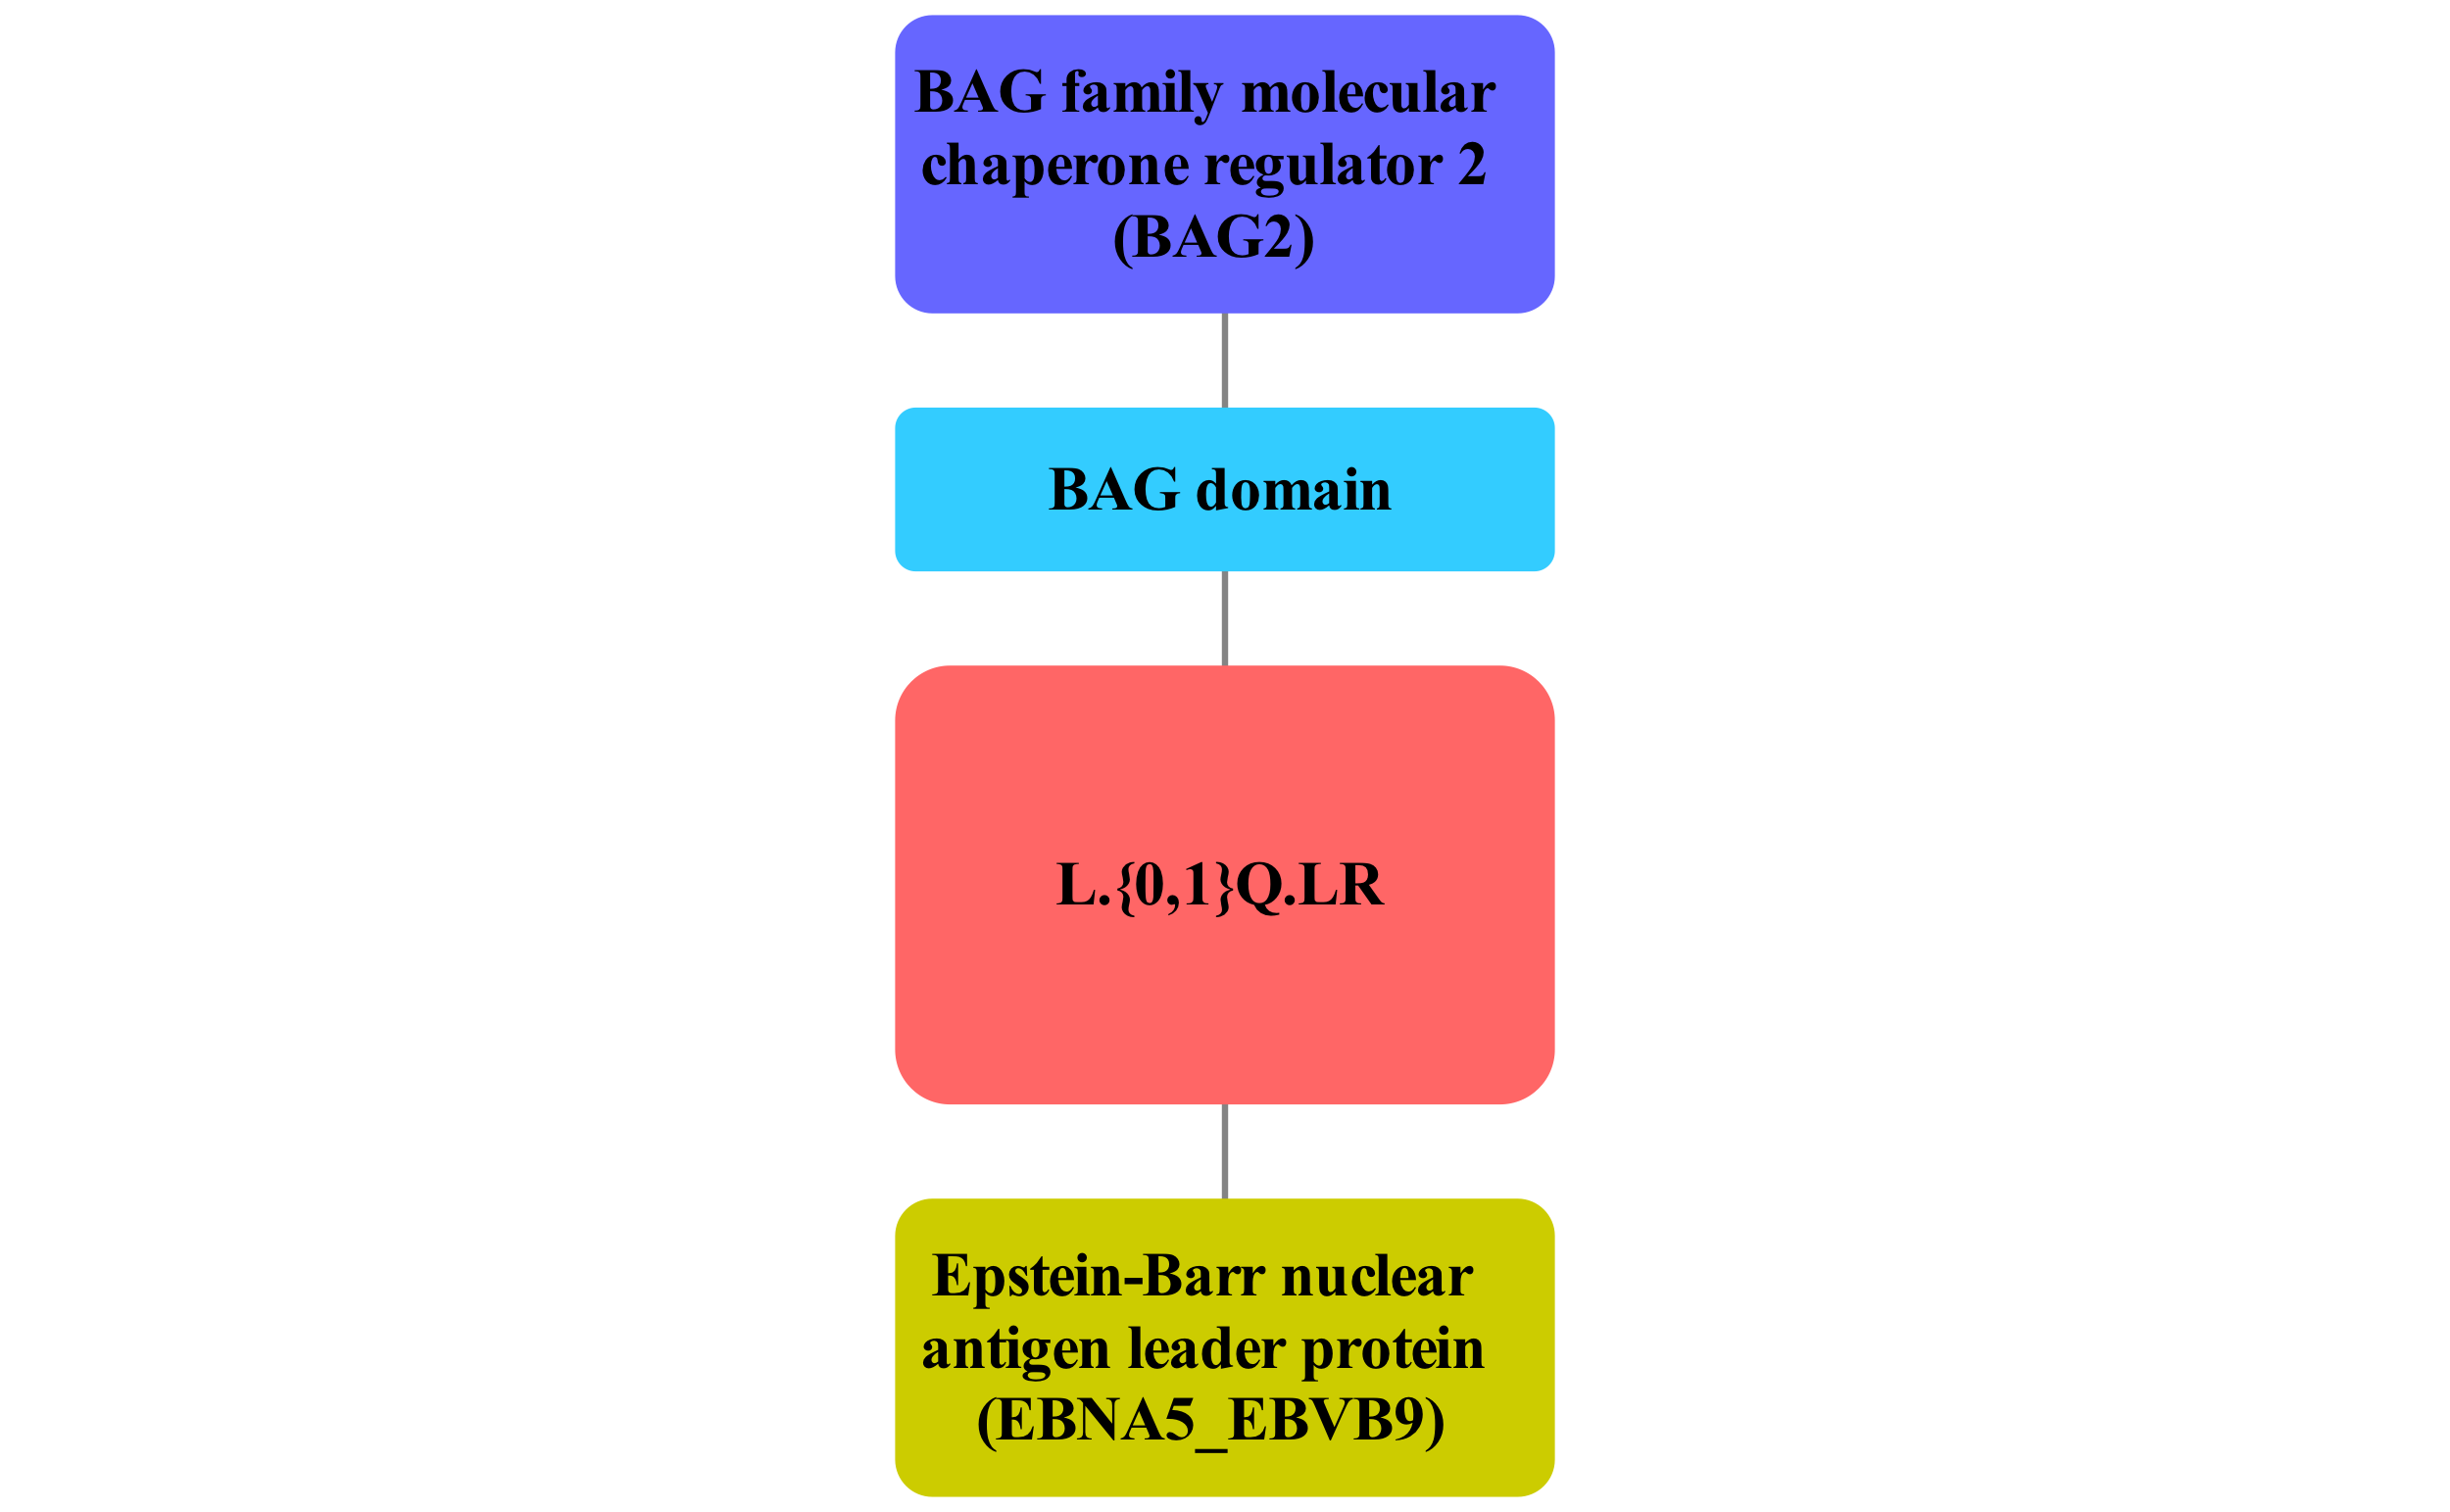 BAG family molecular
chaperone regulator 2
(BAG2)
BAG domain
L.{0,1}Q.LR
Epstein-Barr nuclear
antigen leader protein
(EBNA5_EBVB9)